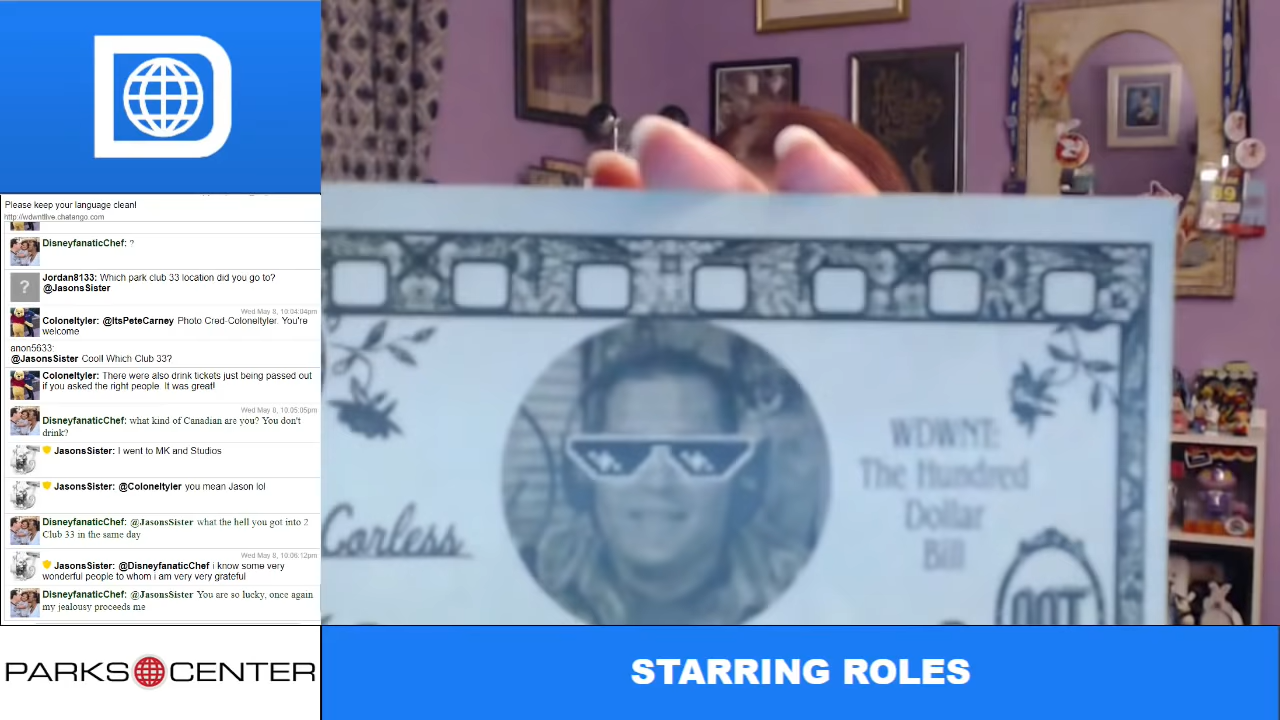 Please keep your language clean!
http://wdwntlive.chatango.com
DisneyfanaticChef: ?
Jordan8133: Which park club 33 location did you go to?
@JasonsSister
Wed May 8, 10:04:04pm
Coloneltyler: @ItsPeteCarney Photo Cred-Coloneltyler. You're
welcome
anon5633:
@JasonsSister Cool! Which Club 33?
Coloneltyler: There were also drink tickets just being passed out
if you asked the right people. It was great!
Wed May 8, 10:05:05pm
DisneyfanaticChef: what kind of Canadian are you? You don't
drink?
JasonsSister: I went to MK and Studios
JasonsSister: @Coloneltyler you mean Jason lol
DisneyfanaticChef: @JasonsSister what the hell you got into 2
Club 33 in the same day
Wed May 8, 10:06:12pm
JasonsSister: @DisneyfanaticChef i know some very
wonderful people to whom i am very very grateful
DisneyfanaticChef: @JasonsSister You are so lucky, once again
my jealousy proceeds me
PARKS CENTER
Corless
WDWNT:
The Hundred
Dollar
Bill
STARRING ROLES